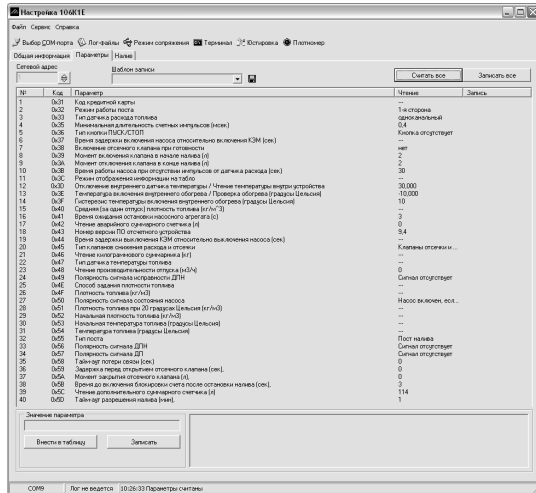 Настройка 106К1Е
Файл Сервис Справка
Выбор COM-порта Лог-файлы Режим сопряжения Терминал Юстировка Плотномер
Общая информация Параметры Налив
Сетевой адрес Шаблон записи
Считать все Записать все
№ Код Параметр Чтение Запись
1 0x31 Код кредитной карты --
2 0x32 Режим работы поста 1-я сторона
3 0x33 Тип датчика расхода топлива одноканальный
4 0x35 Минимальная длительность счетных импульсов (мсек) 0,4
5 0x36 Тип кнопки ПУСК/СТОП Кнопка отсутствует
6 0x37 Время задержки включения насоса относительно включения КЭМ (сек) --
7 0x38 Включение отсечного клапана при готовности нет
8 0x39 Момент включения клапана в начале налива (л) 2
9 0x3A Момент отключения клапана в конце налива (л) 2
10 0x3B Время работы насоса при отсутствии импульсов от датчика расхода (сек) 30
11 0x3C Режим отображения информации на табло --
12 0x3D Отключение внутреннего датчика температуры / Чтение температуры внутри устройства 30,000
13 0x3E Температура включения внутреннего обогрева / Проверка обогрева (градусы Цельсия) -10,000
14 0x3F Гистерезис температуры включения внутреннего обогрева (градусы Цельсия) 10
15 0x40 Средняя (за один отпуск) плотность топлива (кг/м^3) --
16 0x41 Время ожидания остановки насосного агрегата (с) 3
17 0x42 Чтение аварийного суммарного счетчика (л) 0
18 0x43 Номер версии ПО отсчетного устройства 9,4
19 0x44 Время задержки выключения КЭМ относительно выключения насоса (сек) --
20 0x45 Тип клапанов снижения расхода и отсечки Клапаны отсечки и ...
21 0x46 Чтение килограммового суммарника (кг) --
22 0x47 Тип датчика температуры топлива --
23 0x48 Чтение производительности отпуска (м3/ч) 0
24 0x49 Полярность сигнала исправности ДПН Сигнал отсутствует
25 0x4E Способ задания плотности топлива --
26 0x4F Плотность топлива (кг/м3) --
27 0x50 Полярность сигнала состояния насоса Насос включен, есл...
28 0x51 Плотность топлива при 20 градусах Цельсия (кг/м3) --
29 0x52 Начальная плотность топлива (кг/м3) --
30 0x53 Начальная температура топлива (градусы Цельсия) --
31 0x54 Температура топлива (градусы Цельсия) --
32 0x55 Тип поста Пост налива
33 0x56 Полярность сигнала ДПН Сигнал отсутствует
34 0x57 Полярность сигнала ДП Сигнал отсутствует
35 0x58 Тайм-аут потери связи (сек) 0
36 0x59 Задержка перед открытием отсечного клапана (сек), 0
37 0x5A Момент закрытия отсечного клапана (л), 0
38 0x5B Время до включения блокировки счета после остановки налива (сек), 3
39 0x5C Чтение дополнительного суммарного счетчика (л) 114
40 0x5D Тайм-аут разрешения налива (мин), 1
Значение параметра
Внести в таблицу Записать
COM9 Лог не ведется 10:26:33 Параметры считаны